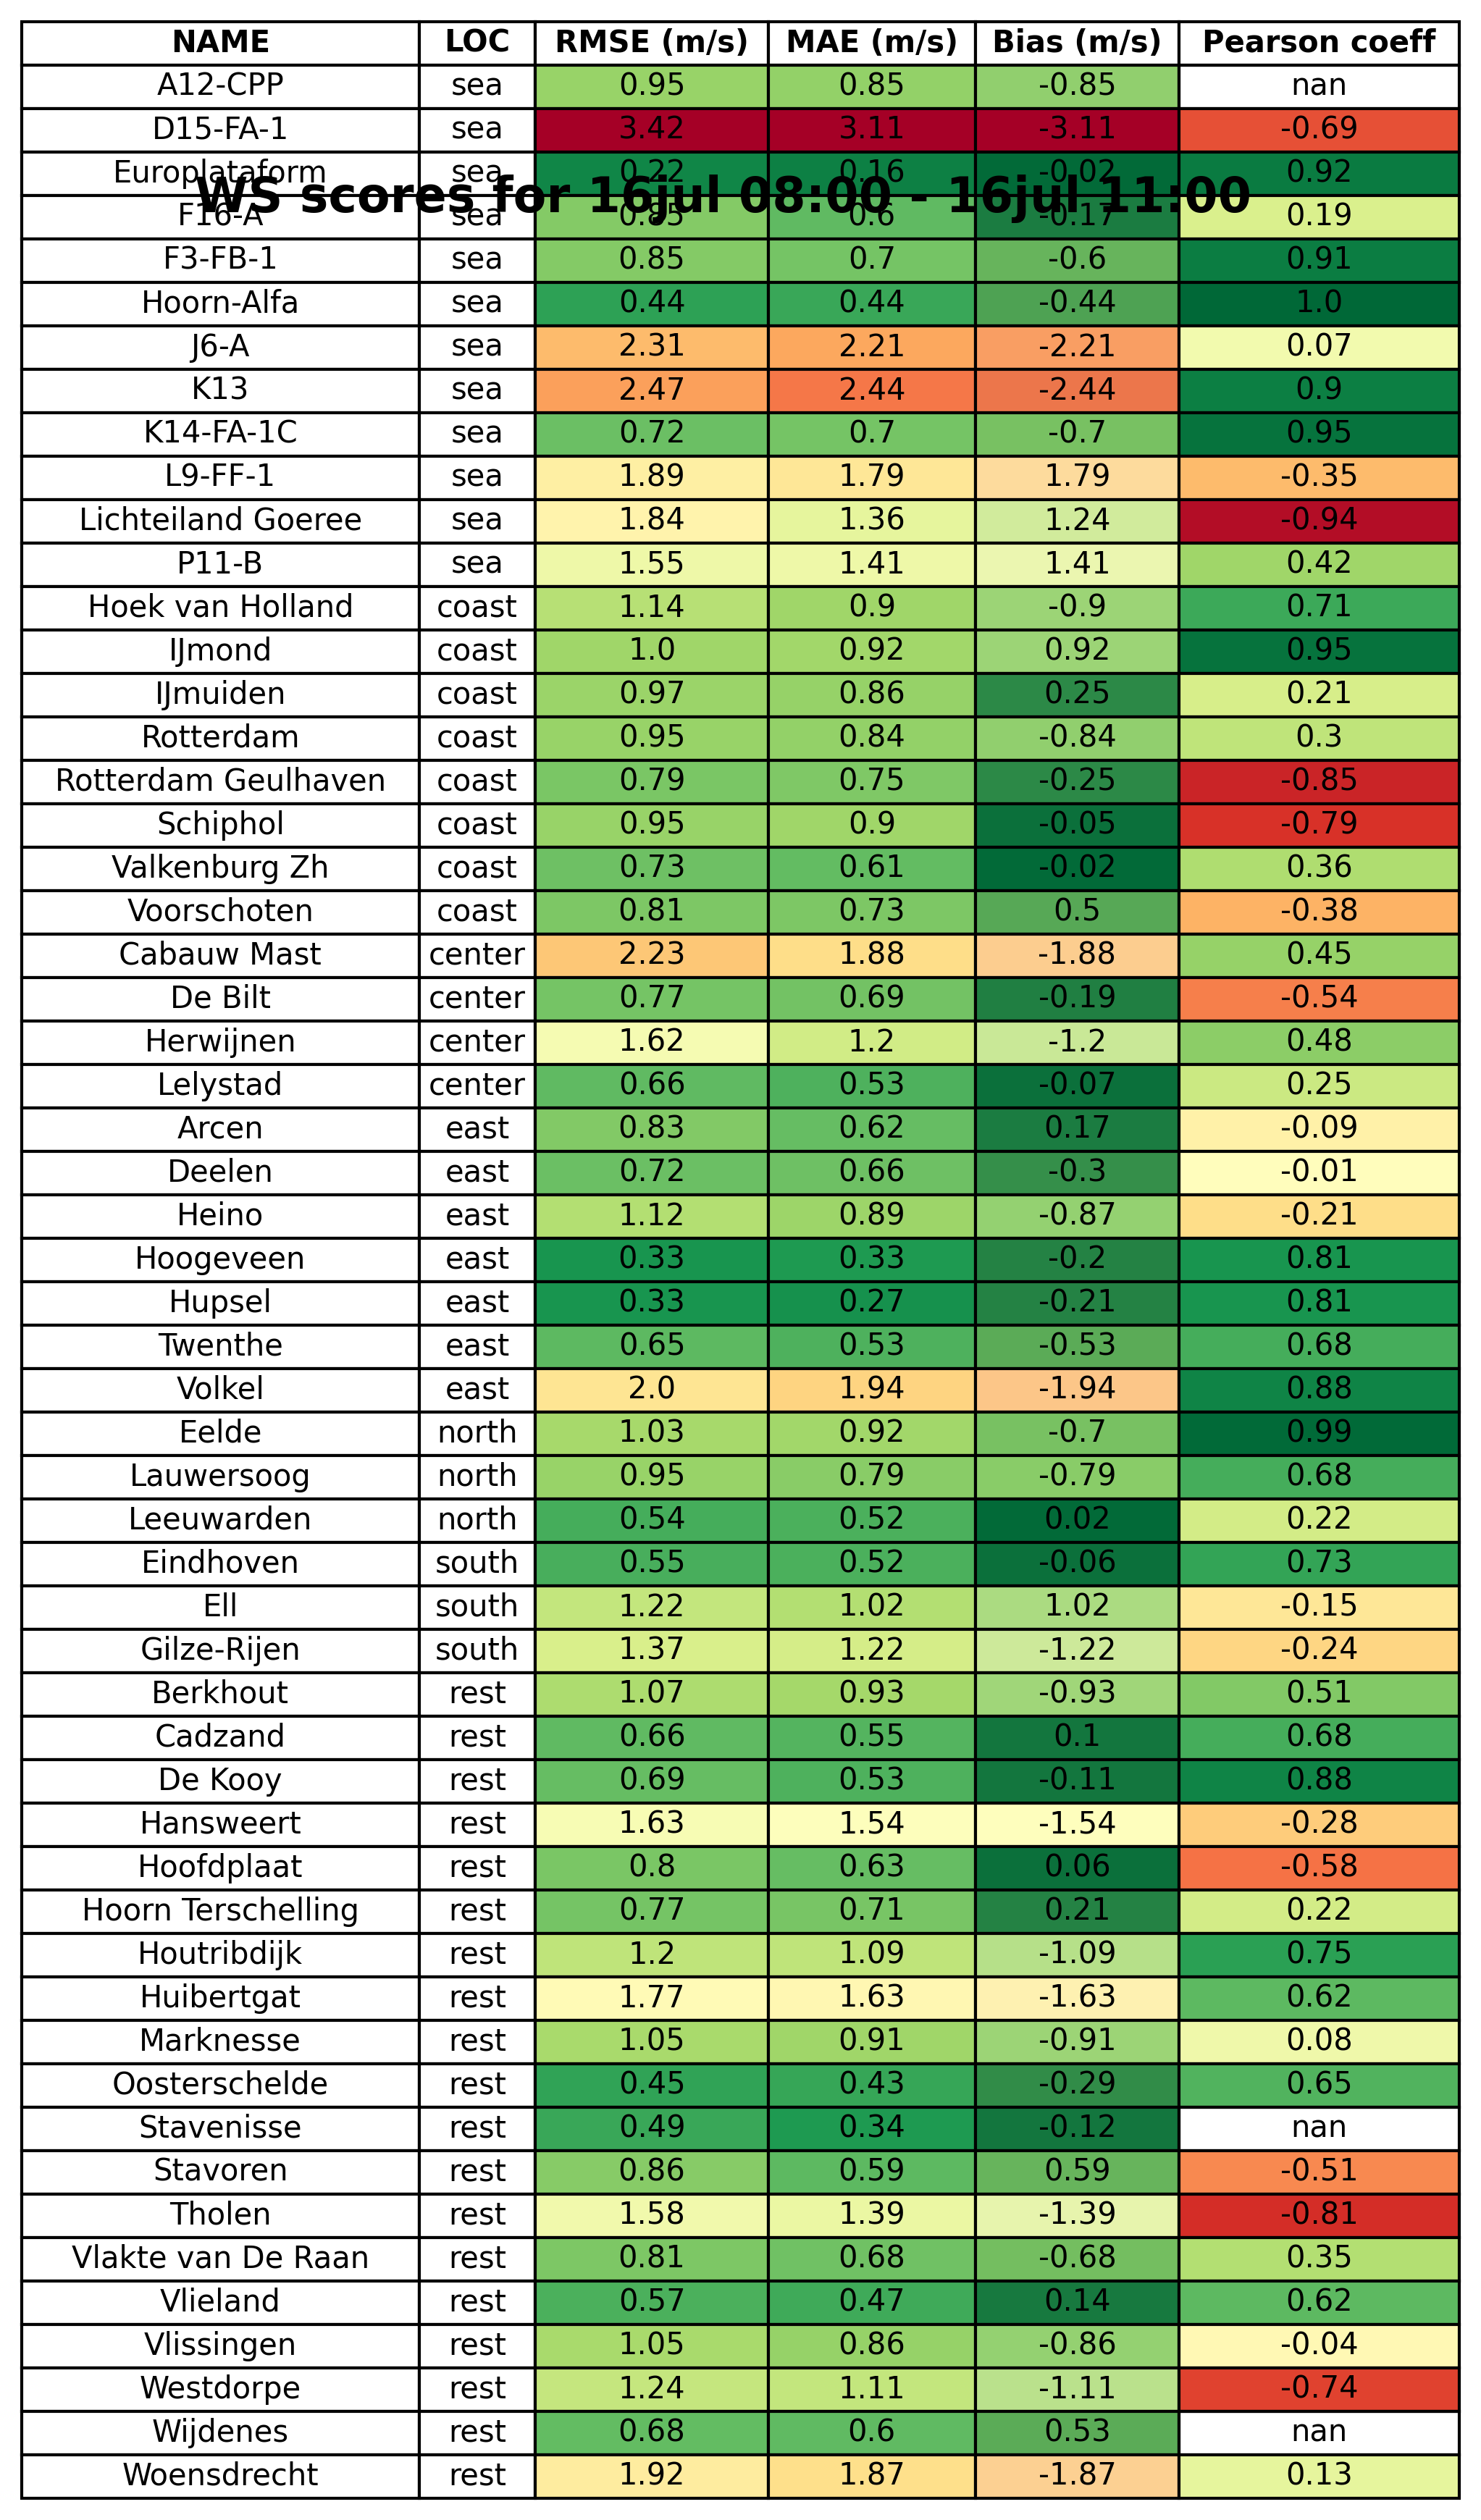 NAME LOC RMSE (m/s) MAE (m/s) Bias (m/s) Pearson coeff
A12-CPP sea 0.95 0.85 -0.85 nan
D15-FA-1 sea 3.42 3.11 -3.11 -0.69
Europlataform sea 0.22 0.16 -0.02 0.92
WS scores for 16jul 08:00 - 16jul 11:00
F16-A sea 0.85 0.6 -0.17 0.19
F3-FB-1 sea 0.85 0.7 -0.6 0.91
Hoorn-Alfa sea 0.44 0.44 -0.44 1.0
J6-A sea 2.31 2.21 -2.21 0.07
K13 sea 2.47 2.44 -2.44 0.9
K14-FA-1C sea 0.72 0.7 -0.7 0.95
L9-FF-1 sea 1.89 1.79 1.79 -0.35
Lichteiland Goeree sea 1.84 1.36 1.24 -0.94
P11-B sea 1.55 1.41 1.41 0.42
Hoek van Holland coast 1.14 0.9 -0.9 0.71
IJmond coast 1.0 0.92 0.92 0.95
IJmuiden coast 0.97 0.86 0.25 0.21
Rotterdam coast 0.95 0.84 -0.84 0.3
Rotterdam Geulhaven coast 0.79 0.75 -0.25 -0.85
Schiphol coast 0.95 0.9 -0.05 -0.79
Valkenburg Zh coast 0.73 0.61 -0.02 0.36
Voorschoten coast 0.81 0.73 0.5 -0.38
Cabauw Mast center 2.23 1.88 -1.88 0.45
De Bilt center 0.77 0.69 -0.19 -0.54
Herwijnen center 1.62 1.2 -1.2 0.48
Lelystad center 0.66 0.53 -0.07 0.25
Arcen east 0.83 0.62 0.17 -0.09
Deelen east 0.72 0.66 -0.3 -0.01
Heino east 1.12 0.89 -0.87 -0.21
Hoogeveen east 0.33 0.33 -0.2 0.81
Hupsel east 0.33 0.27 -0.21 0.81
Twenthe east 0.65 0.53 -0.53 0.68
Volkel east 2.0 1.94 -1.94 0.88
Eelde north 1.03 0.92 -0.7 0.99
Lauwersoog north 0.95 0.79 -0.79 0.68
Leeuwarden north 0.54 0.52 0.02 0.22
Eindhoven south 0.55 0.52 -0.06 0.73
Ell south 1.22 1.02 1.02 -0.15
Gilze-Rijen south 1.37 1.22 -1.22 -0.24
Berkhout rest 1.07 0.93 -0.93 0.51
Cadzand rest 0.66 0.55 0.1 0.68
De Kooy rest 0.69 0.53 -0.11 0.88
Hansweert rest 1.63 1.54 -1.54 -0.28
Hoofdplaat rest 0.8 0.63 0.06 -0.58
Hoorn Terschelling rest 0.77 0.71 0.21 0.22
Houtribdijk rest 1.2 1.09 -1.09 0.75
Huibertgat rest 1.77 1.63 -1.63 0.62
Marknesse rest 1.05 0.91 -0.91 0.08
Oosterschelde rest 0.45 0.43 -0.29 0.65
Stavenisse rest 0.49 0.34 -0.12 nan
Stavoren rest 0.86 0.59 0.59 -0.51
Tholen rest 1.58 1.39 -1.39 -0.81
Vlakte van De Raan rest 0.81 0.68 -0.68 0.35
Vlieland rest 0.57 0.47 0.14 0.62
Vlissingen rest 1.05 0.86 -0.86 -0.04
Westdorpe rest 1.24 1.11 -1.11 -0.74
Wijdenes rest 0.68 0.6 0.53 nan
Woensdrecht rest 1.92 1.87 -1.87 0.13